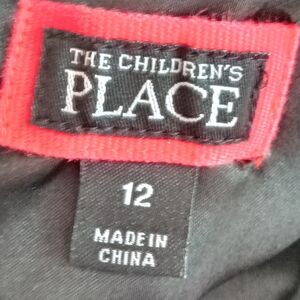 THE CHILDREN'S
PLACE
12
MADE IN
CHINA